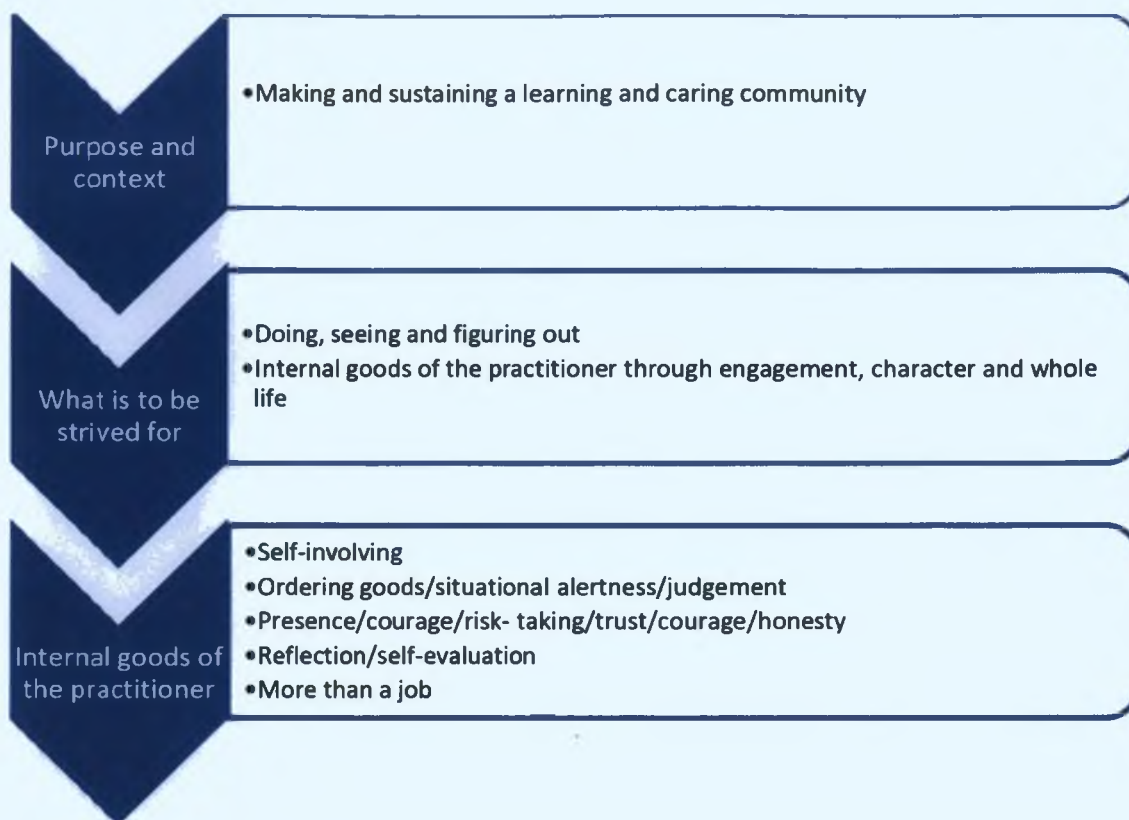 Purpose and
context
•Making and sustaining a learning and caring community
What is to be
strived for
•Doing, seeing and figuring out
•Internal goods of the practitioner through engagement, character and whole
life
Internal goods of
the practitioner
•Self-involving
•Ordering goods/situational alertness/judgement
•Presence/courage/risk- taking/trust/courage/honesty
•Reflection/self-evaluation
•More than a job